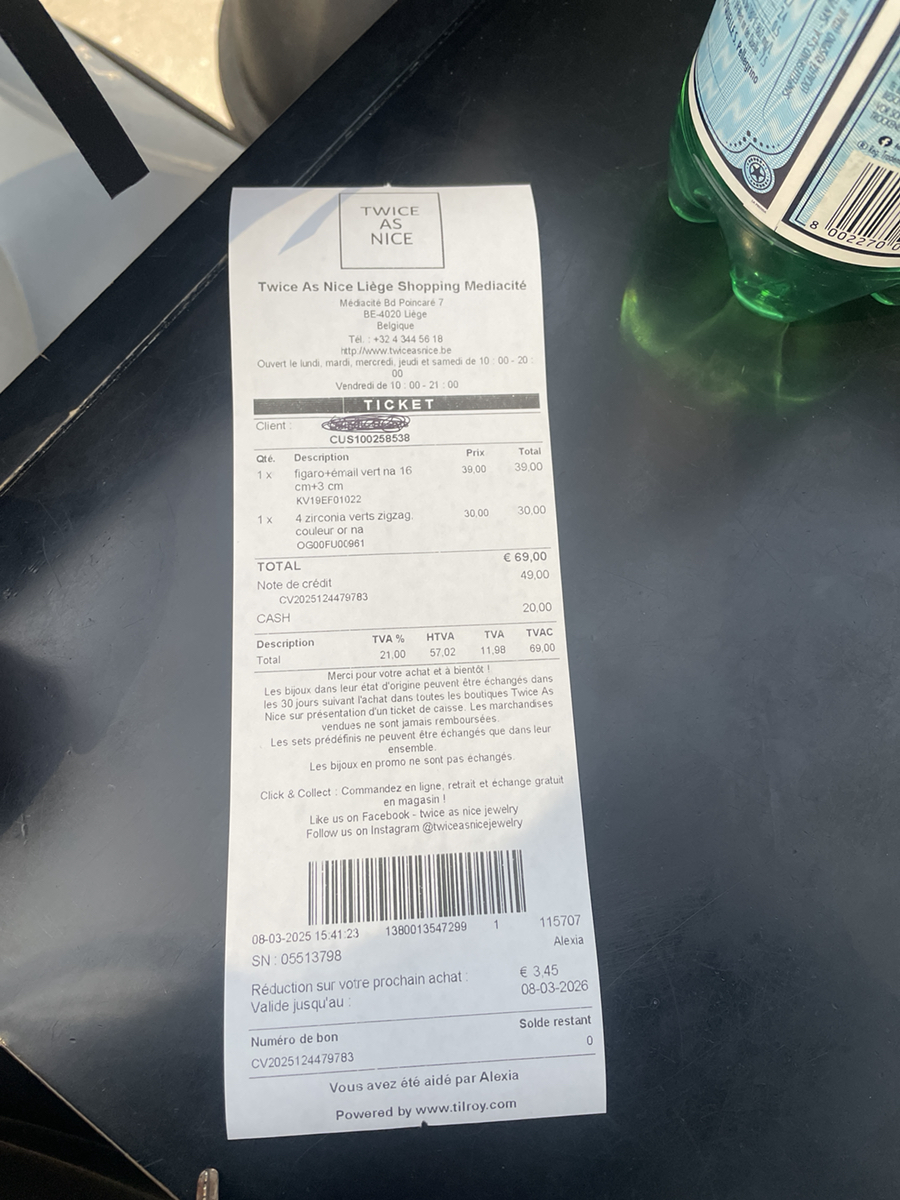 TWICE
AS
NICE
Twice As Nice Liège Shopping Mediacité
Médiacité Bd Poincaré 7
BE-4020 Liège
Belgique
Tél. : +32 4 344 56 18
http://www.twiceasnice.be
Ouvert le lundi, mardi, mercredi, jeudi et samedi de 10 : 00 - 20 :
00
Vendredi de 10 : 00 - 21 : 00
TICKET
Client :
CUS100258538
Qté. Description Prix Total
1 x figaro+émail vert na 16 39,00 39,00
cm+3 cm
KV19EF01022
1 x 4 zirconia verts zigzag, 30,00 30,00
couleur or na
OG00FU00961
TOTAL € 69,00
Note de crédit 49,00
CV2025124479783
CASH 20,00
Description TVA % HTVA TVA TVAC
Total 21,00 57,02 11,98 69,00
Merci pour votre achat et à bientôt !
Les bijoux dans leur état d'origine peuvent être échangés dans
les 30 jours suivant l'achat dans toutes les boutiques Twice As
Nice sur présentation d'un ticket de caisse. Les marchandises
vendues ne sont jamais remboursées.
Les sets prédéfinis ne peuvent être échangés que dans leur
ensemble.
Les bijoux en promo ne sont pas échangés.
Click & Collect : Commandez en ligne, retrait et échange gratuit
en magasin !
Like us on Facebook - twice as nice jewelry
Follow us on Instagram @twiceasnicejewelry
08-03-2025 15:41:23 1380013547299 1 115707
SN : 05513798 Alexia
Réduction sur votre prochain achat : € 3,45
Valide jusqu'au : 08-03-2026
Numéro de bon Solde restant
CV2025124479783 0
Vous avez été aidé par Alexia
Powered by www.tilroy.com
S. Pellegrino
8 002270